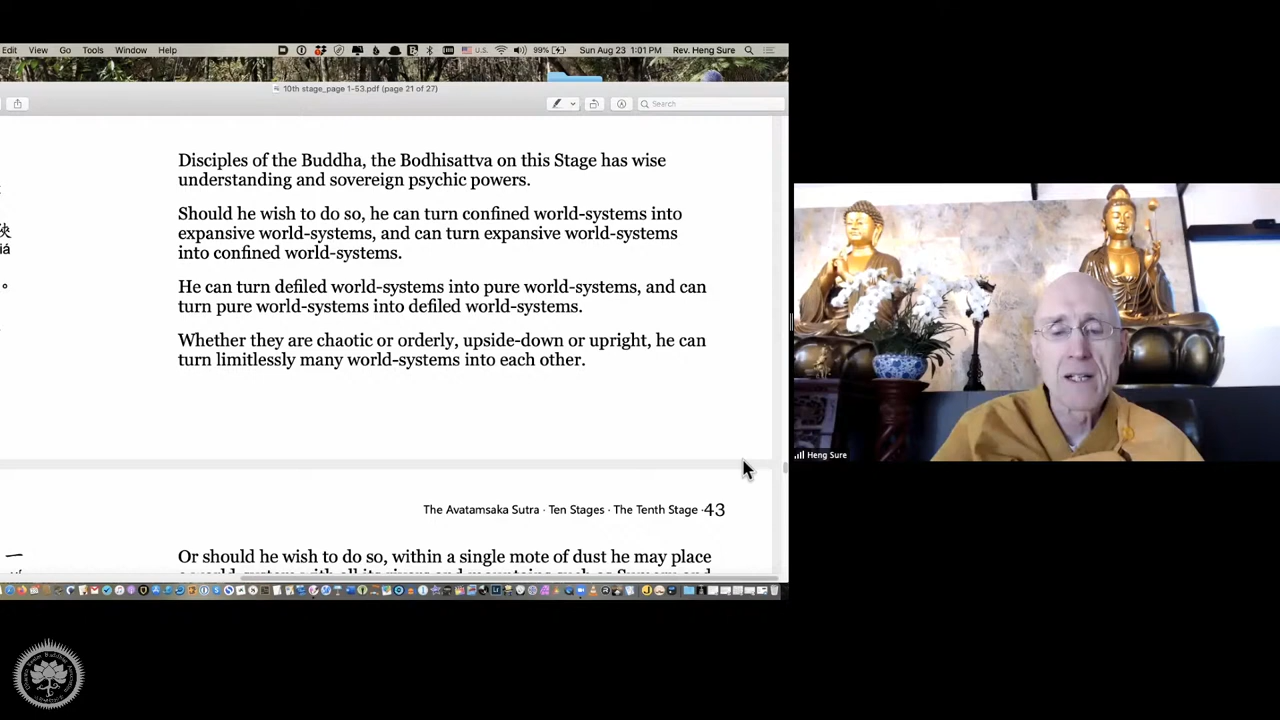 Edit View Go Tools Window Help U.S. 99% Sun Aug 23 1:01 PM Rev. Heng Sure
10th stage_page 1-53.pdf (page 21 of 27)
Search
Disciples of the Buddha, the Bodhisattva on this Stage has wise
understanding and sovereign psychic powers.
Should he wish to do so, he can turn confined world-systems into
expansive world-systems, and can turn expansive world-systems
into confined world-systems.
He can turn defiled world-systems into pure world-systems, and can
turn pure world-systems into defiled world-systems.
Whether they are chaotic or orderly, upside-down or upright, he can
turn limitlessly many world-systems into each other.
The Avatamsaka Sutra · Ten Stages · The Tenth Stage ·43
一
Or should he wish to do so, within a single mote of dust he may place
Heng Sure